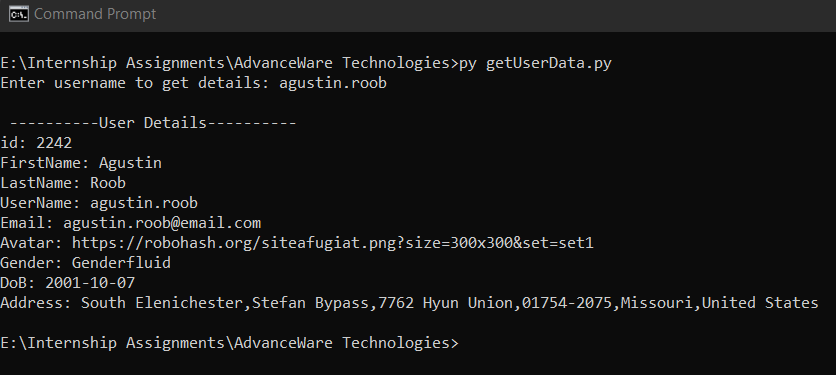 Command Prompt
E:\Internship Assignments\AdvanceWare Technologies>py getUserData.py
Enter username to get details: agustin.roob
----------User Details----------
id: 2242
FirstName: Agustin
LastName: Roob
UserName: agustin.roob
Email: agustin.roob@email.com
Avatar: https://robohash.org/siteafugiat.png?size=300x300&set=set1
Gender: Genderfluid
DoB: 2001-10-07
Address: South Elenichester,Stefan Bypass,7762 Hyun Union,01754-2075,Missouri,United States
E:\Internship Assignments\AdvanceWare Technologies>